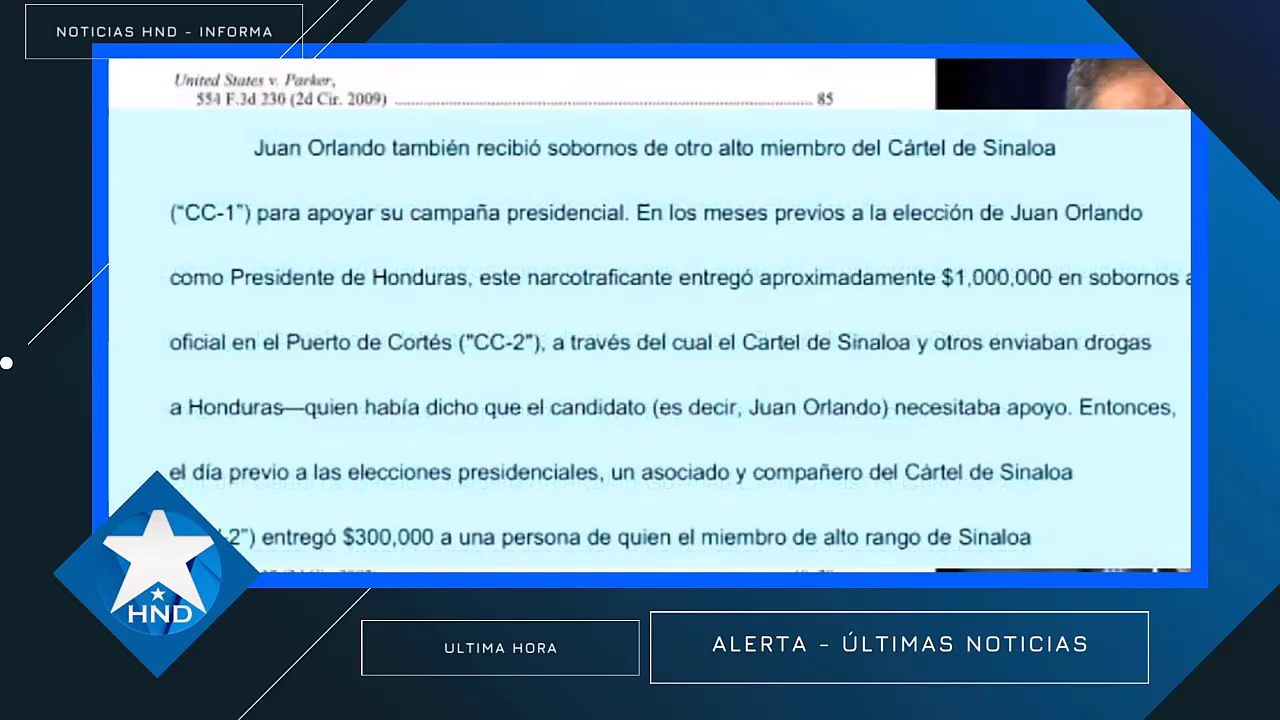 NOTICIAS HND - INFORMA
United States v. Parker,
554 F.3d 230 (2d Cir. 2009) ........ 85
Juan Orlando también recibió sobornos de otro alto miembro del Cártel de Sinaloa
("CC-1") para apoyar su campaña presidencial. En los meses previos a la elección de Juan Orlando
como Presidente de Honduras, este narcotraficante entregó aproximadamente $1,000,000 en sobornos a
oficial en el Puerto de Cortés ("CC-2"), a través del cual el Cartel de Sinaloa y otros enviaban drogas
a Honduras—quien había dicho que el candidato (es decir, Juan Orlando) necesitaba apoyo. Entonces,
el día previo a las elecciones presidenciales, un asociado y compañero del Cártel de Sinaloa
-2") entregó $300,000 a una persona de quien el miembro de alto rango de Sinaloa
HND
ULTIMA HORA
ALERTA - ÚLTIMAS NOTICIAS